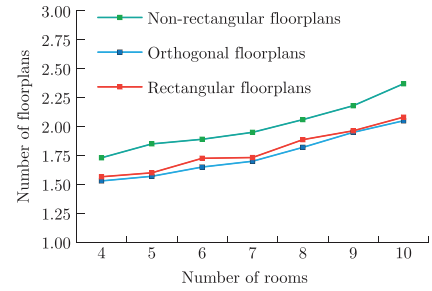 Number of floorplans
3.00
2.75
2.50
2.25
2.00
1.75
1.50
1.25
1.00
Non-rectangular floorplans
Orthogonal floorplans
Rectangular floorplans
4 5 6 7 8 9 10
Number of rooms